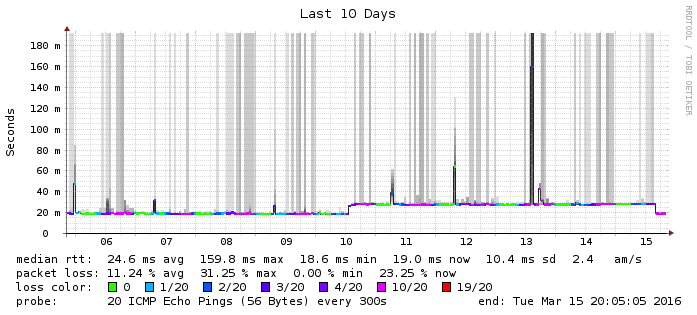 Last 10 Days
RRDTOOL / TOBI OETIKER
Seconds
180 m
160 m
140 m
120 m
100 m
80 m
60 m
40 m
20 m
0
06 07 08 09 10 11 12 13 14 15
median rtt: 24.6 ms avg 159.8 ms max 18.6 ms min 19.0 ms now 10.4 ms sd 2.4 am/s
packet loss: 11.24 % avg 31.25 % max 0.00 % min 23.25 % now
loss color: 0 1/20 2/20 3/20 4/20 10/20 19/20
probe: 20 ICMP Echo Pings (56 Bytes) every 300s end: Tue Mar 15 20:05:05 2016